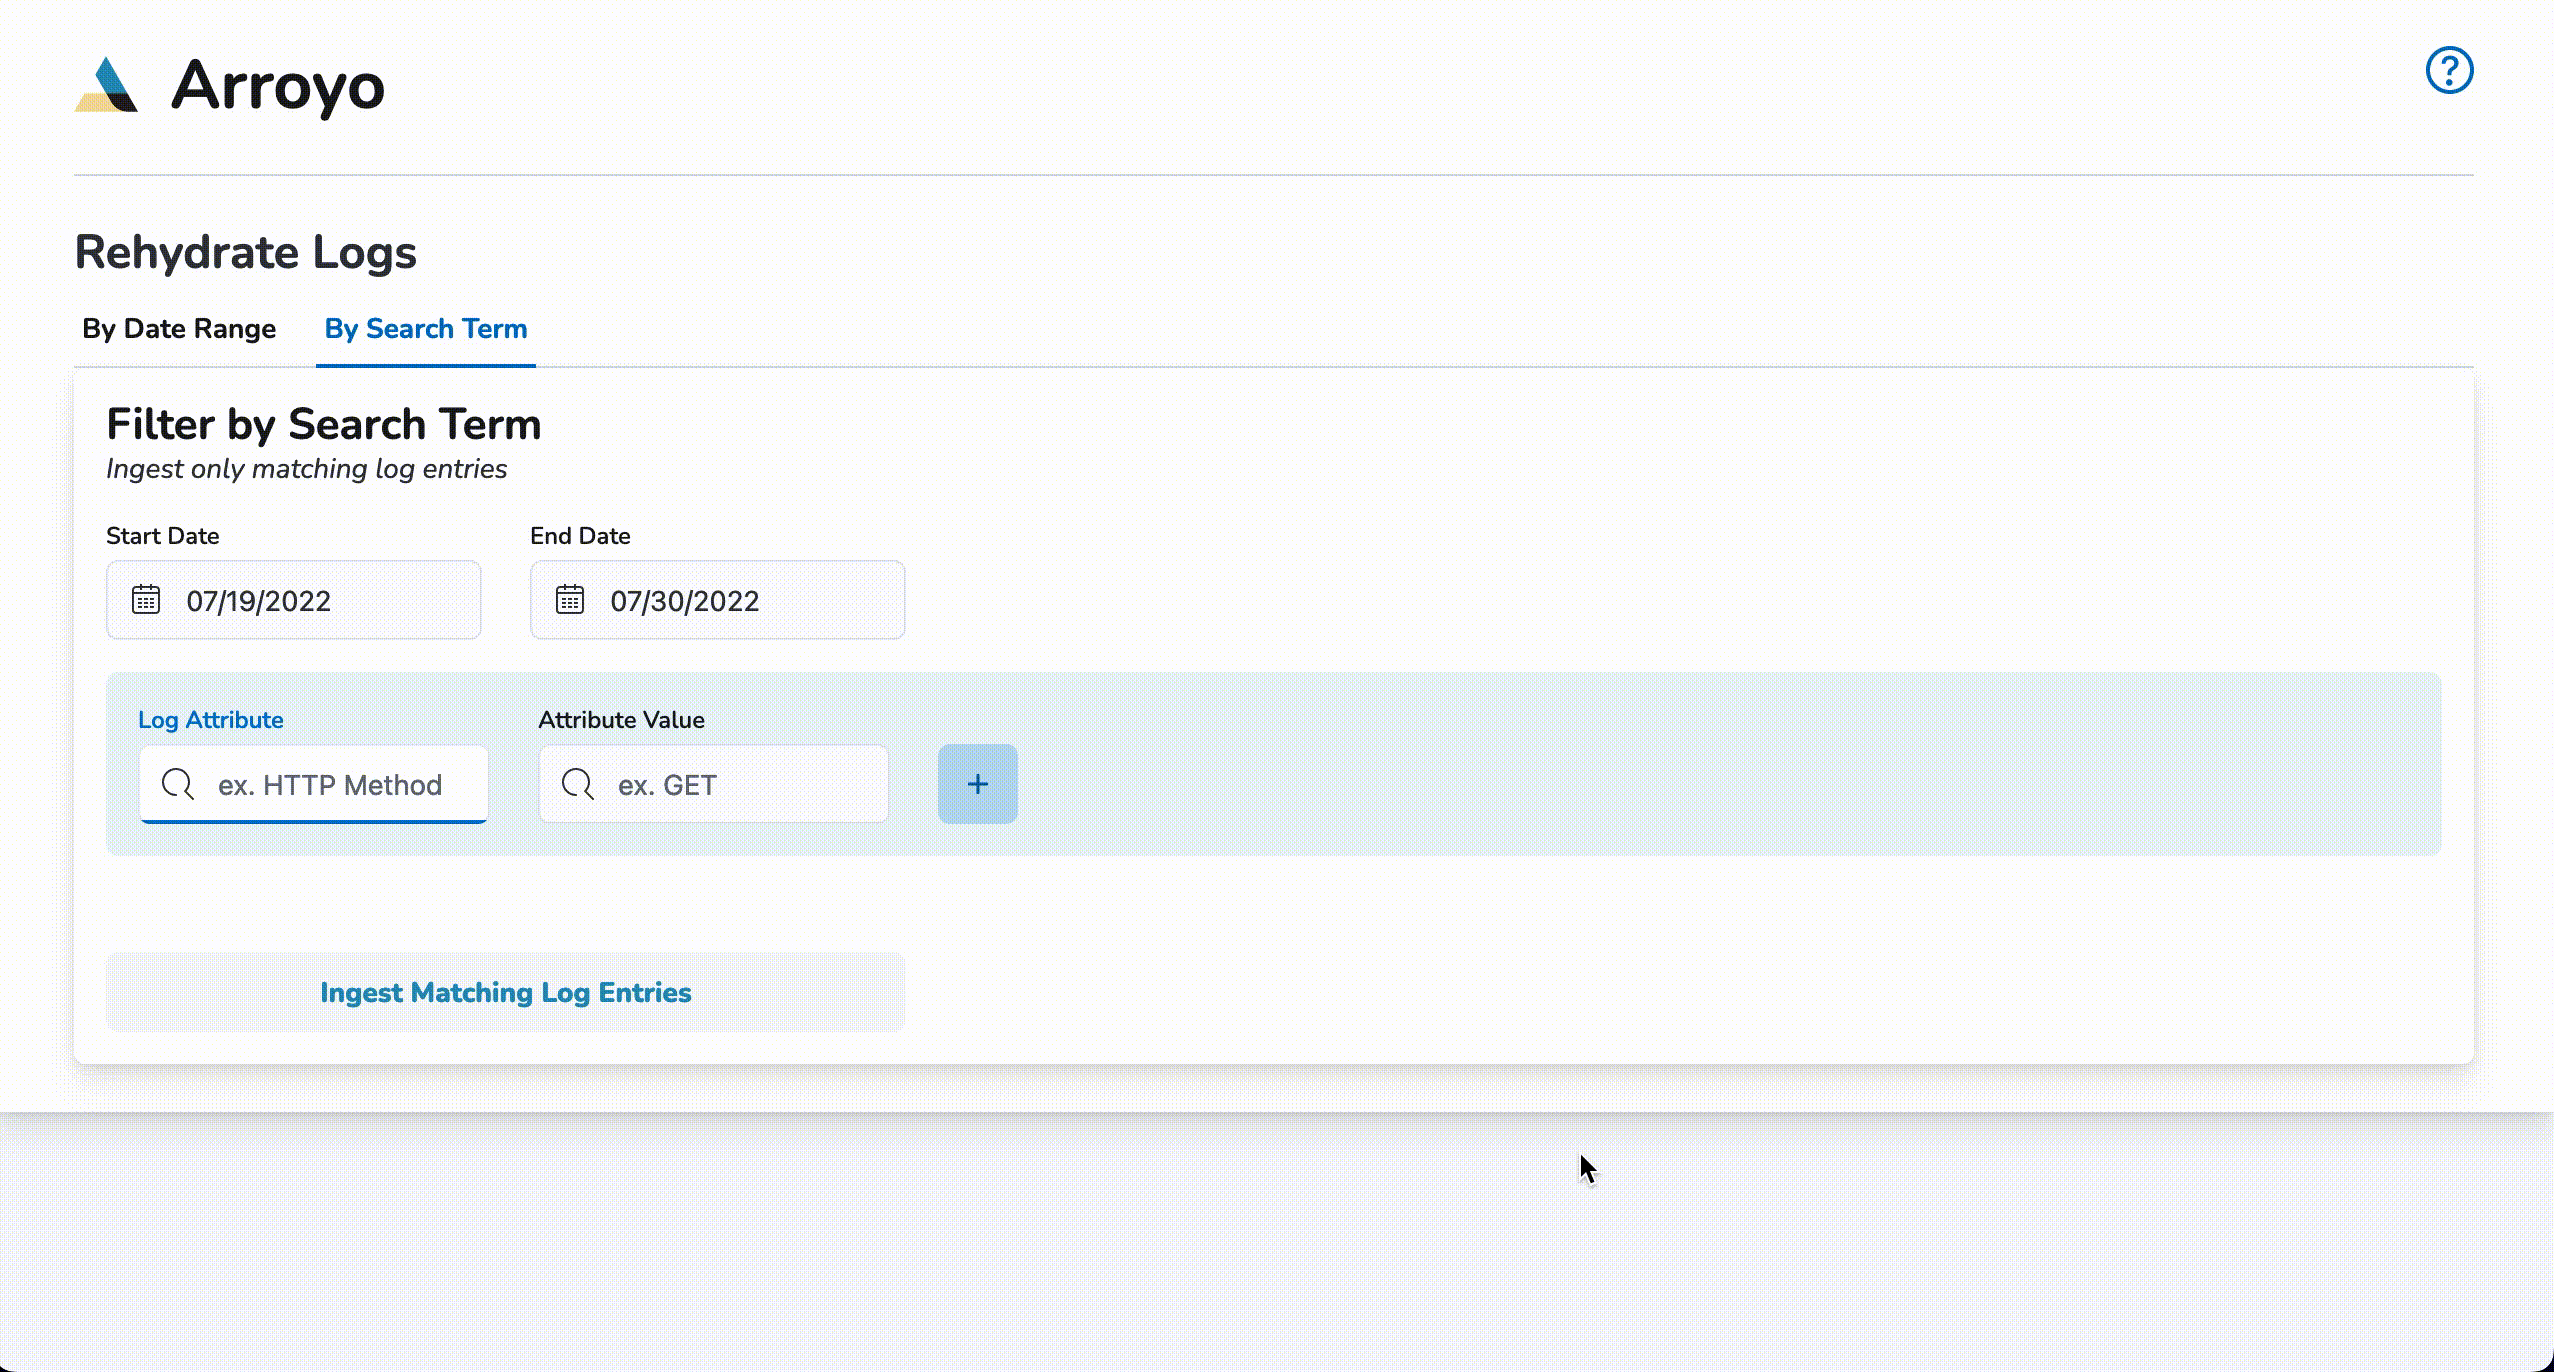 Arroyo
?
Rehydrate Logs
By Date Range By Search Term
Filter by Search Term
Ingest only matching log entries
Start Date End Date
07/19/2022 07/30/2022
Log Attribute Attribute Value
ex. HTTP Method ex. GET +
Ingest Matching Log Entries